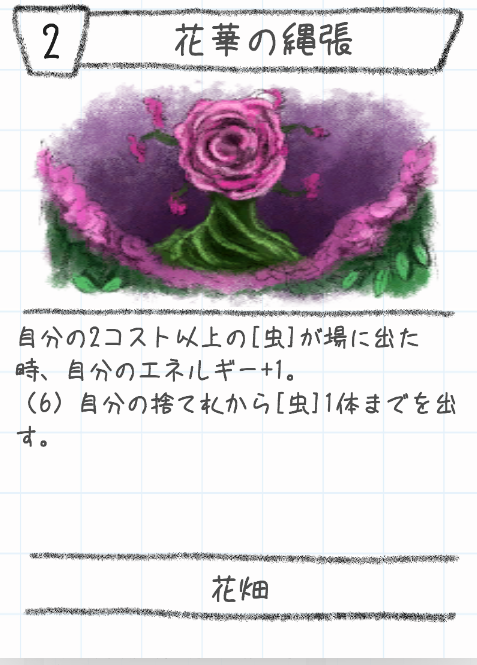 2
花華の縄張
自分の2コスト以上の[虫]が場に出た
時、自分のエネルギー+1。
（6）自分の捨て札から[虫]1体までを出
す。
花畑